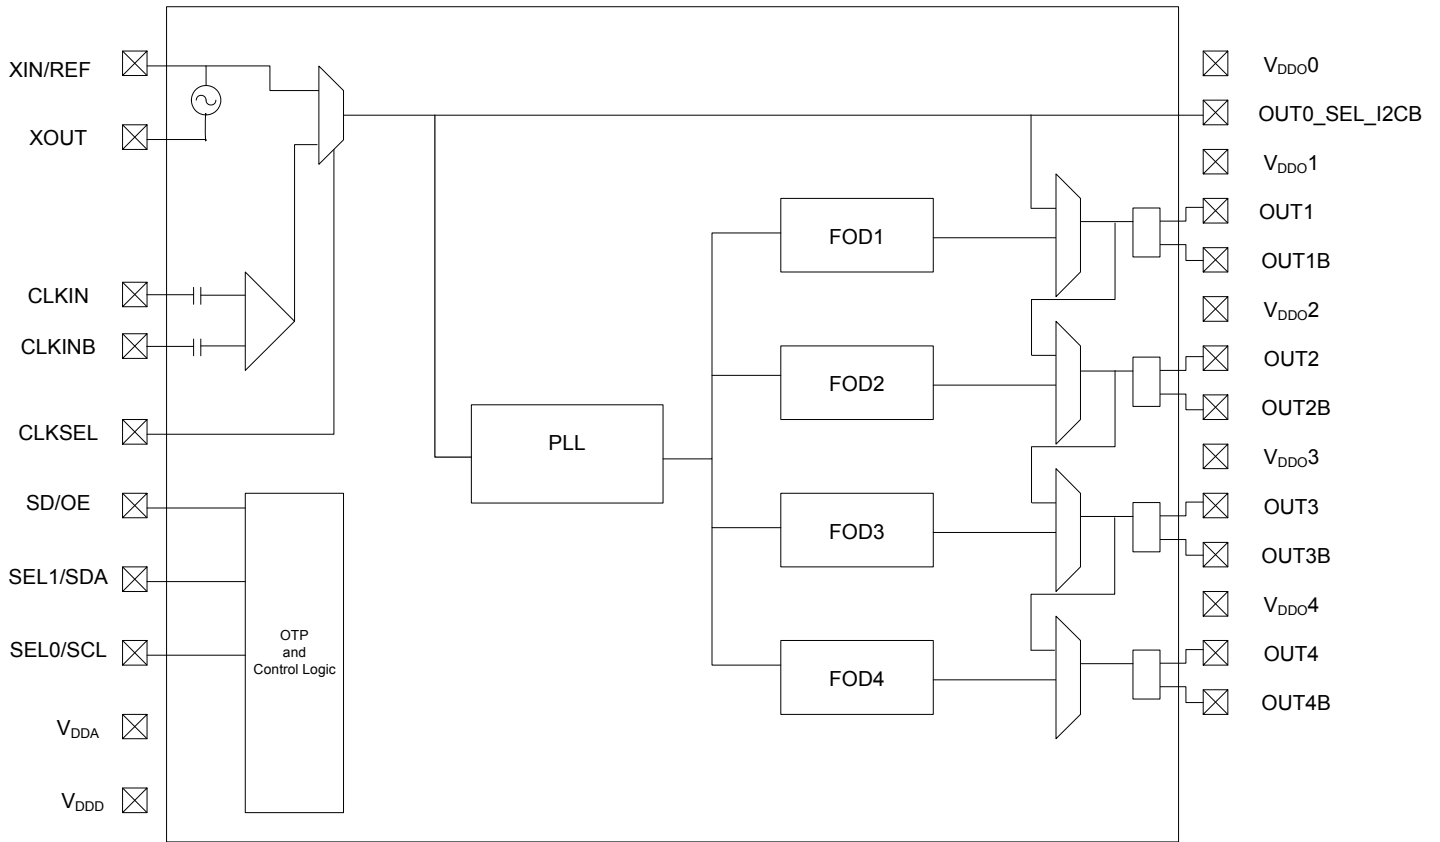 XIN/REF
XOUT
CLKIN
CLKINB
CLKSEL
SD/OE
SEL1/SDA
SEL0/SCL
VDDA
VDDD
OTP
and
Control Logic
PLL
FOD1
FOD2
FOD3
FOD4
VDDO0
OUT0_SEL_I2CB
VDDO1
OUT1
OUT1B
VDDO2
OUT2
OUT2B
VDDO3
OUT3
OUT3B
VDDO4
OUT4
OUT4B